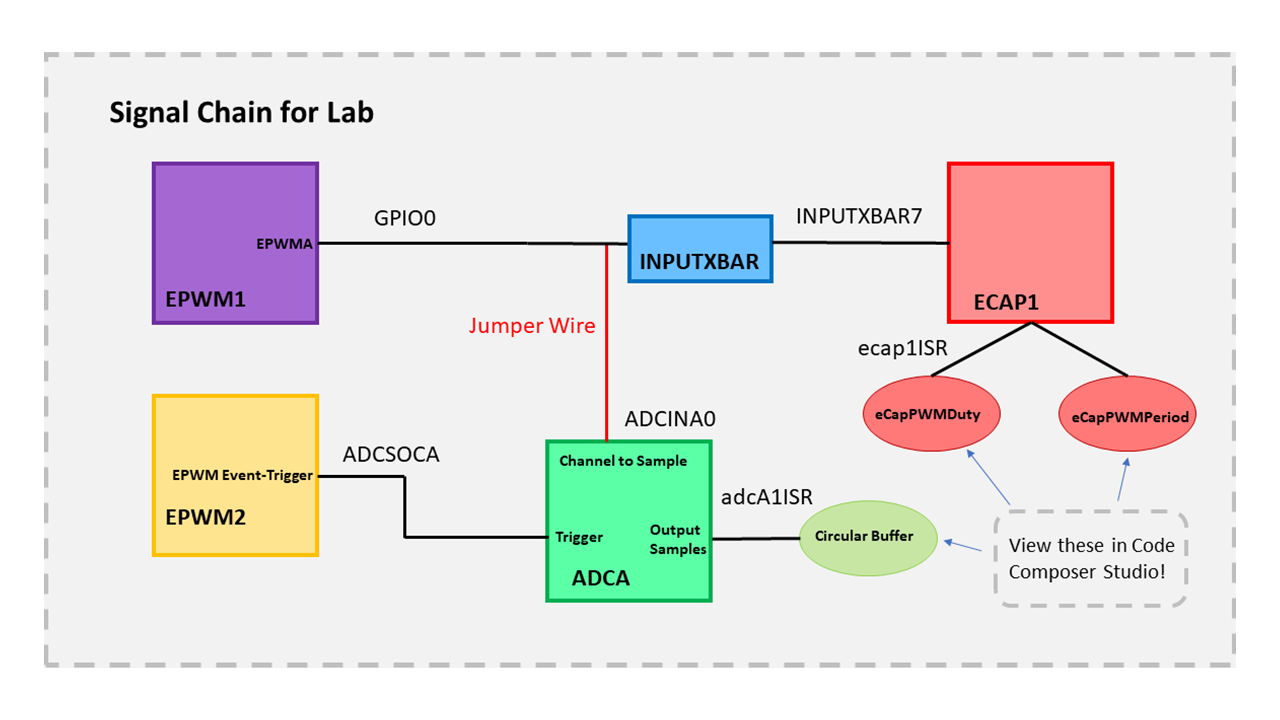 Signal Chain for Lab
GPIO0
INPUTXBAR7
EPWMA
EPWM1
INPUTXBAR
ECAP1
Jumper Wire
ecap1ISR
eCapPWMDuty
eCapPWMPeriod
ADCINA0
ADCSOCA
EPWM Event-Trigger
EPWM2
Channel to Sample
Trigger
Output
Samples
ADCA
adcA1ISR
Circular Buffer
View these in Code
Composer Studio!